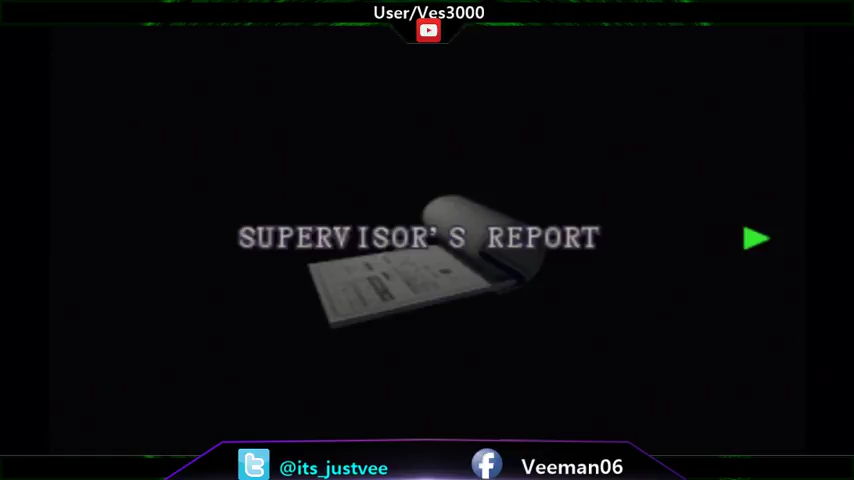 User/Ves3000
SUPERVISOR'S REPORT
@its_justvee
Veeman06